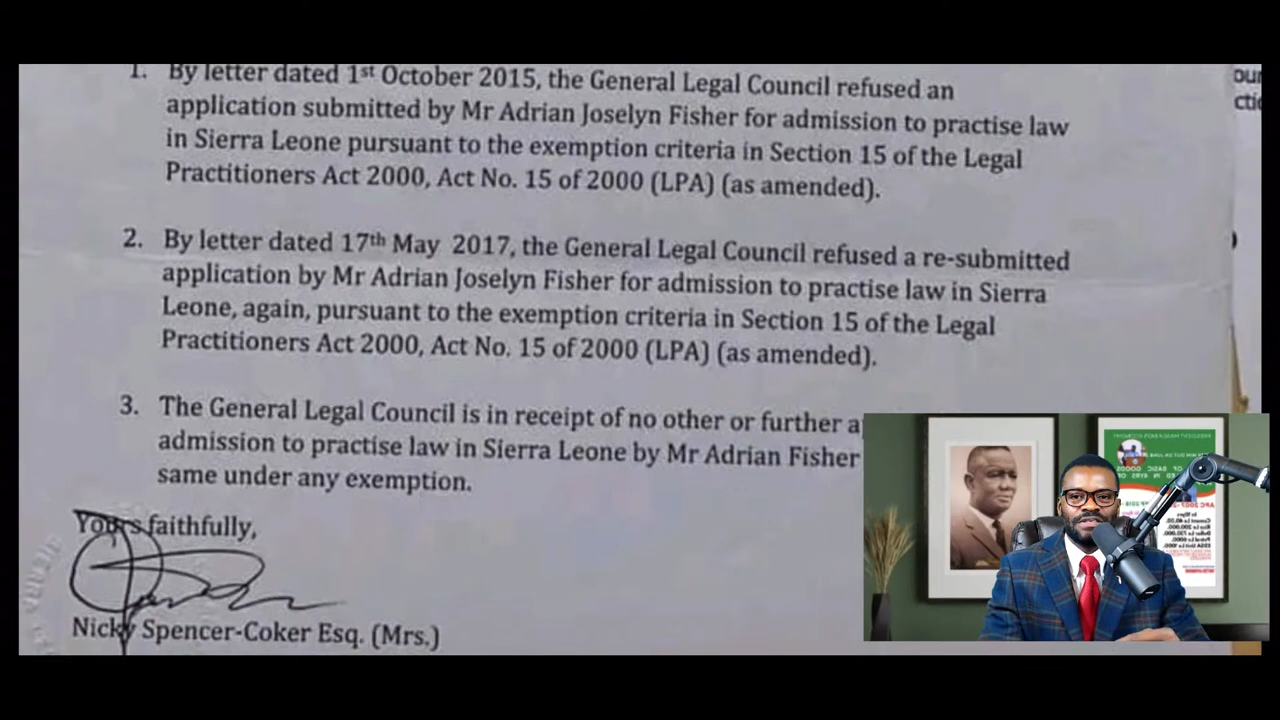 1. By letter dated 1st October 2015, the General Legal Council refused an
application submitted by Mr Adrian Joselyn Fisher for admission to practise law
in Sierra Leone pursuant to the exemption criteria in Section 15 of the Legal
Practitioners Act 2000, Act No. 15 of 2000 (LPA) (as amended).
2. By letter dated 17th May 2017, the General Legal Council refused a re-submitted
application by Mr Adrian Joselyn Fisher for admission to practise law in Sierra
Leone, again, pursuant to the exemption criteria in Section 15 of the Legal
Practitioners Act 2000, Act No. 15 of 2000 (LPA) (as amended).
3. The General Legal Council is in receipt of no other or further a
admission to practise law in Sierra Leone by Mr Adrian Fisher
same under any exemption.
Yours faithfully,
Nicky Spencer-Coker Esq. (Mrs.)